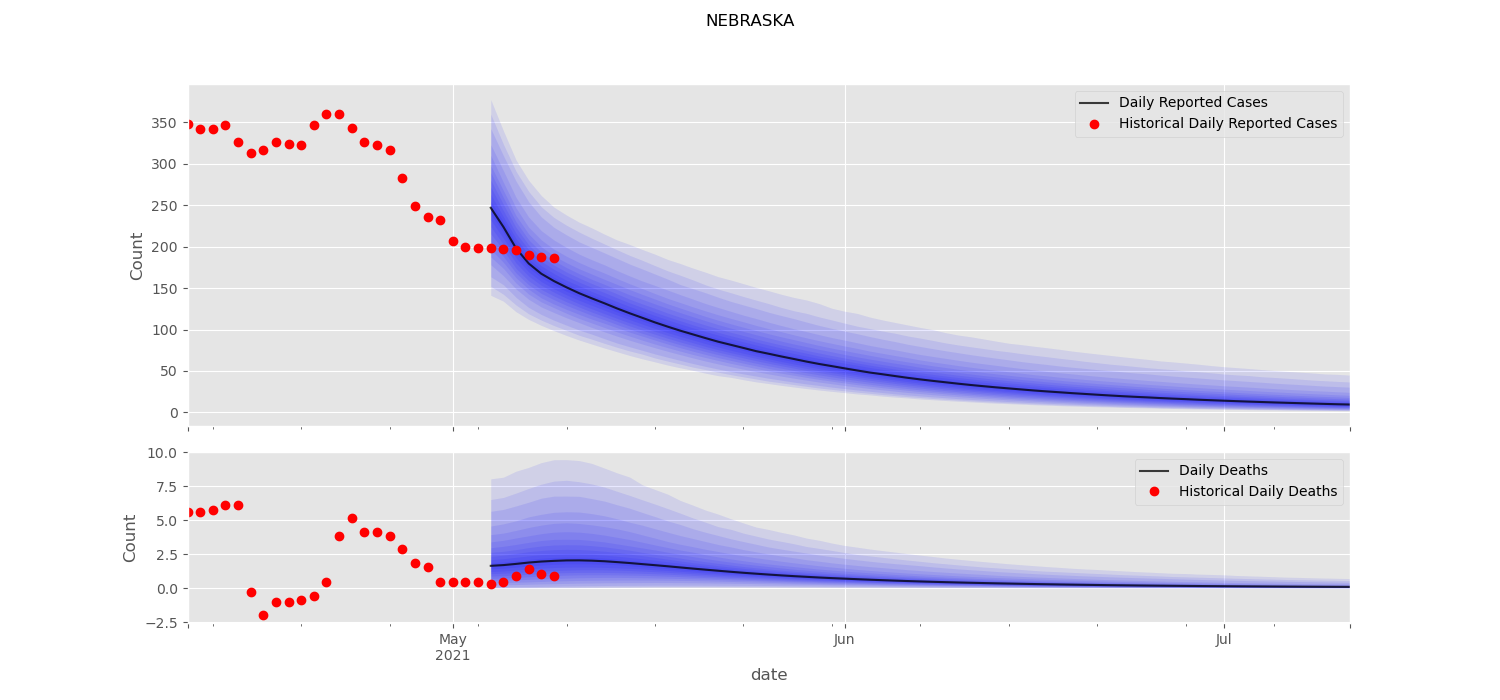 NEBRASKA
Count
350
300
250
200
150
100
50
0
Daily Reported Cases
Historical Daily Reported Cases
Count
10.0
7.5
5.0
2.5
0.0
−2.5
Daily Deaths
Historical Daily Deaths
May
2021
Jun
Jul
date